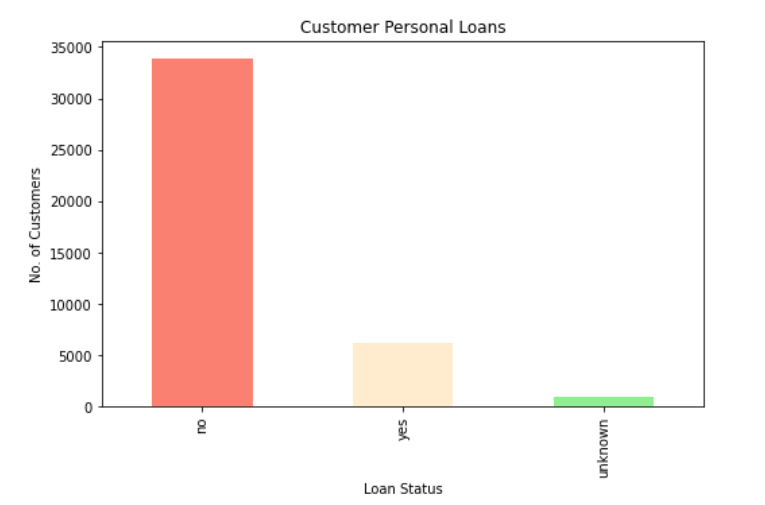 Customer Personal Loans
35000
30000
25000
20000
15000
10000
5000
0
No. of Customers
no
yes
unknown
Loan Status